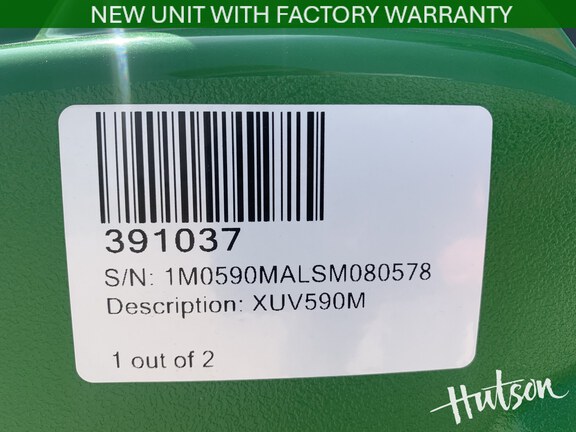 NEW UNIT WITH FACTORY WARRANTY
391037
S/N: 1M0590MALSM080578
Description: XUV590M
1 out of 2
Hutson